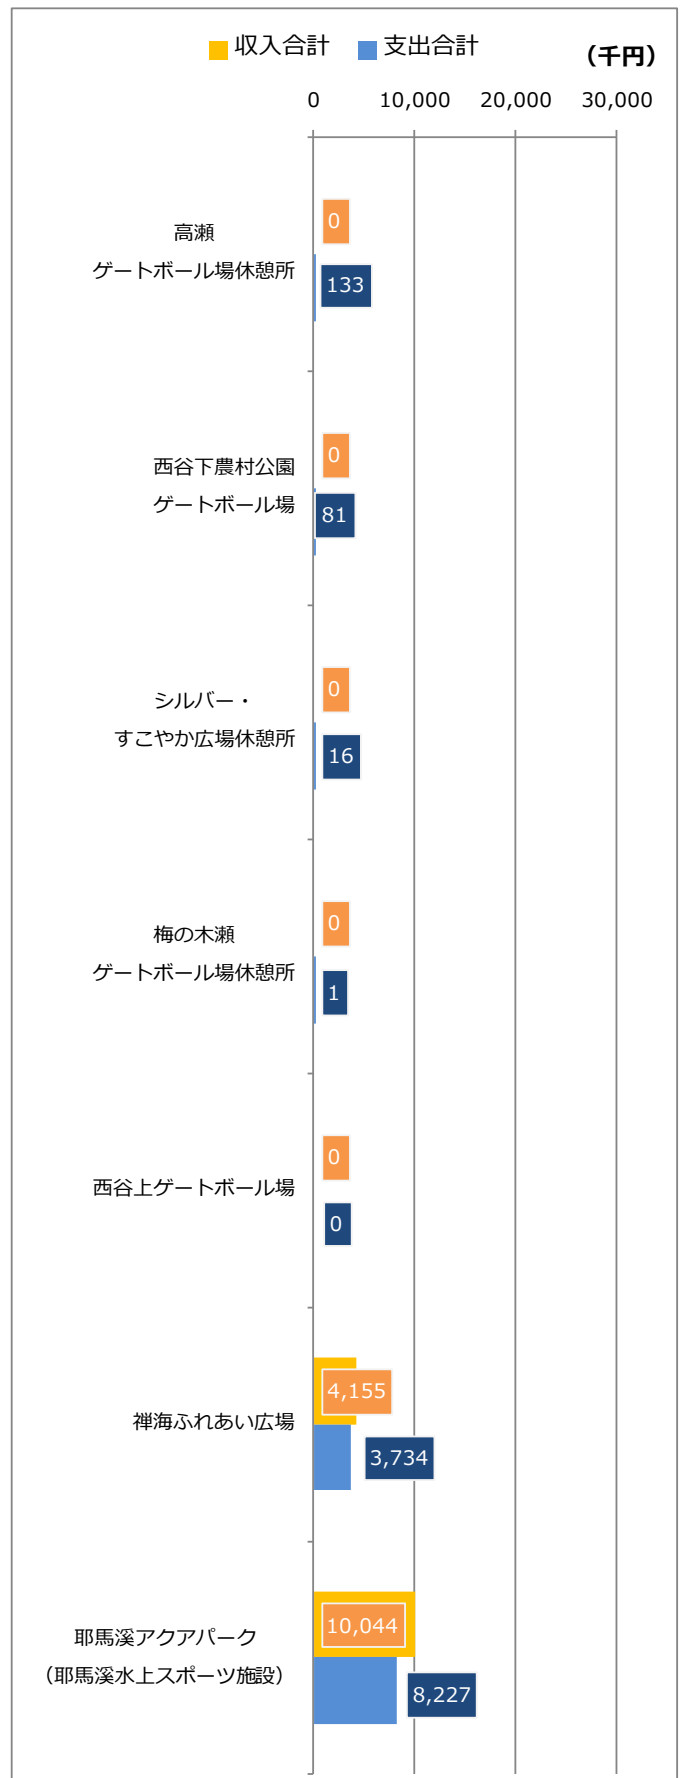 収入合計 支出合計 （千円）
0 10,000 20,000 30,000
高瀬
ゲートボール場休憩所
0
133
西谷下農村公園
ゲートボール場
0
81
シルバー・
すこやか広場休憩所
0
16
梅の木瀬
ゲートボール場休憩所
0
1
西谷上ゲートボール場
0
0
禅海ふれあい広場
4,155
3,734
耶馬溪アクアパーク
（耶馬溪水上スポーツ施設）
10,044
8,227